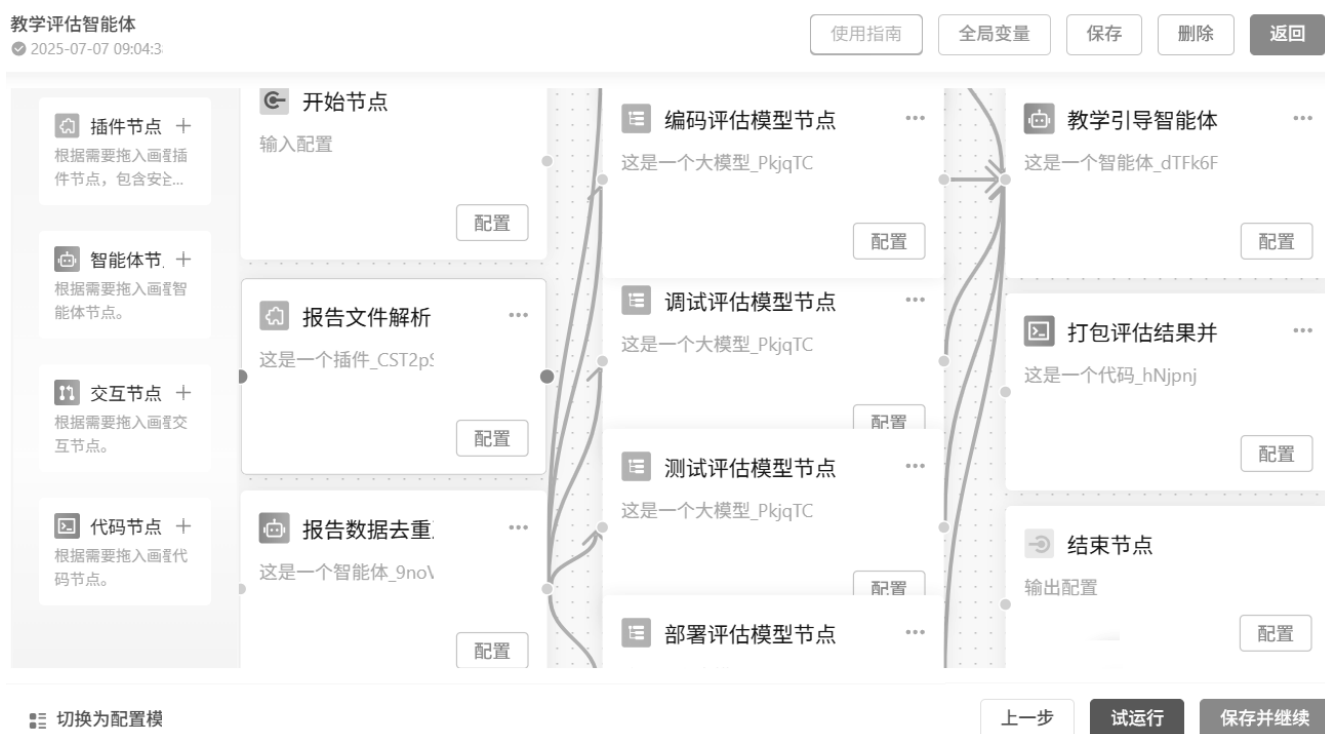 教学评估智能体
2025-07-07 09:04:3
使用指南
全局变量
保存
删除
返回
插件节点
根据需要拖入画
插
件节点，包含安
...
智能体节
根据需要拖入画
智
能体节点。
交互节点
根据需要拖入画
交
互节点。
代码节点
根据需要拖入画
代
码节点。
开始节点
输入配置
配置
报告文件解析
这是一个插件_CST2p
配置
报告数据去重
这是一个智能体_9no
配置
编码评估模型节点
这是一个大模型_PkjqTC
配置
调试评估模型节点
这是一个大模型_PkjqTC
配置
测试评估模型节点
这是一个大模型_PkjqTC
配置
部署评估模型节点
教学引导智能体
这是一个智能体_dTFk6F
配置
打包评估结果并
这是一个代码_hNjpnj
配置
结束节点
输出配置
配置
切换为配置模
上一步
试运行
保存并继续